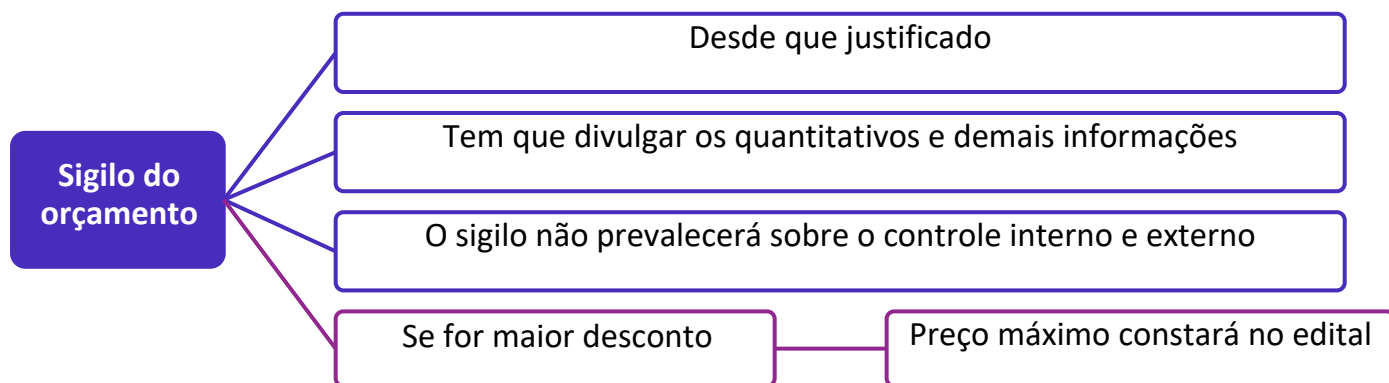 Sigilo do
orçamento
Desde que justificado
Tem que divulgar os quantitativos e demais informações
O sigilo não prevalecerá sobre o controle interno e externo
Se for maior desconto
Preço máximo constará no edital